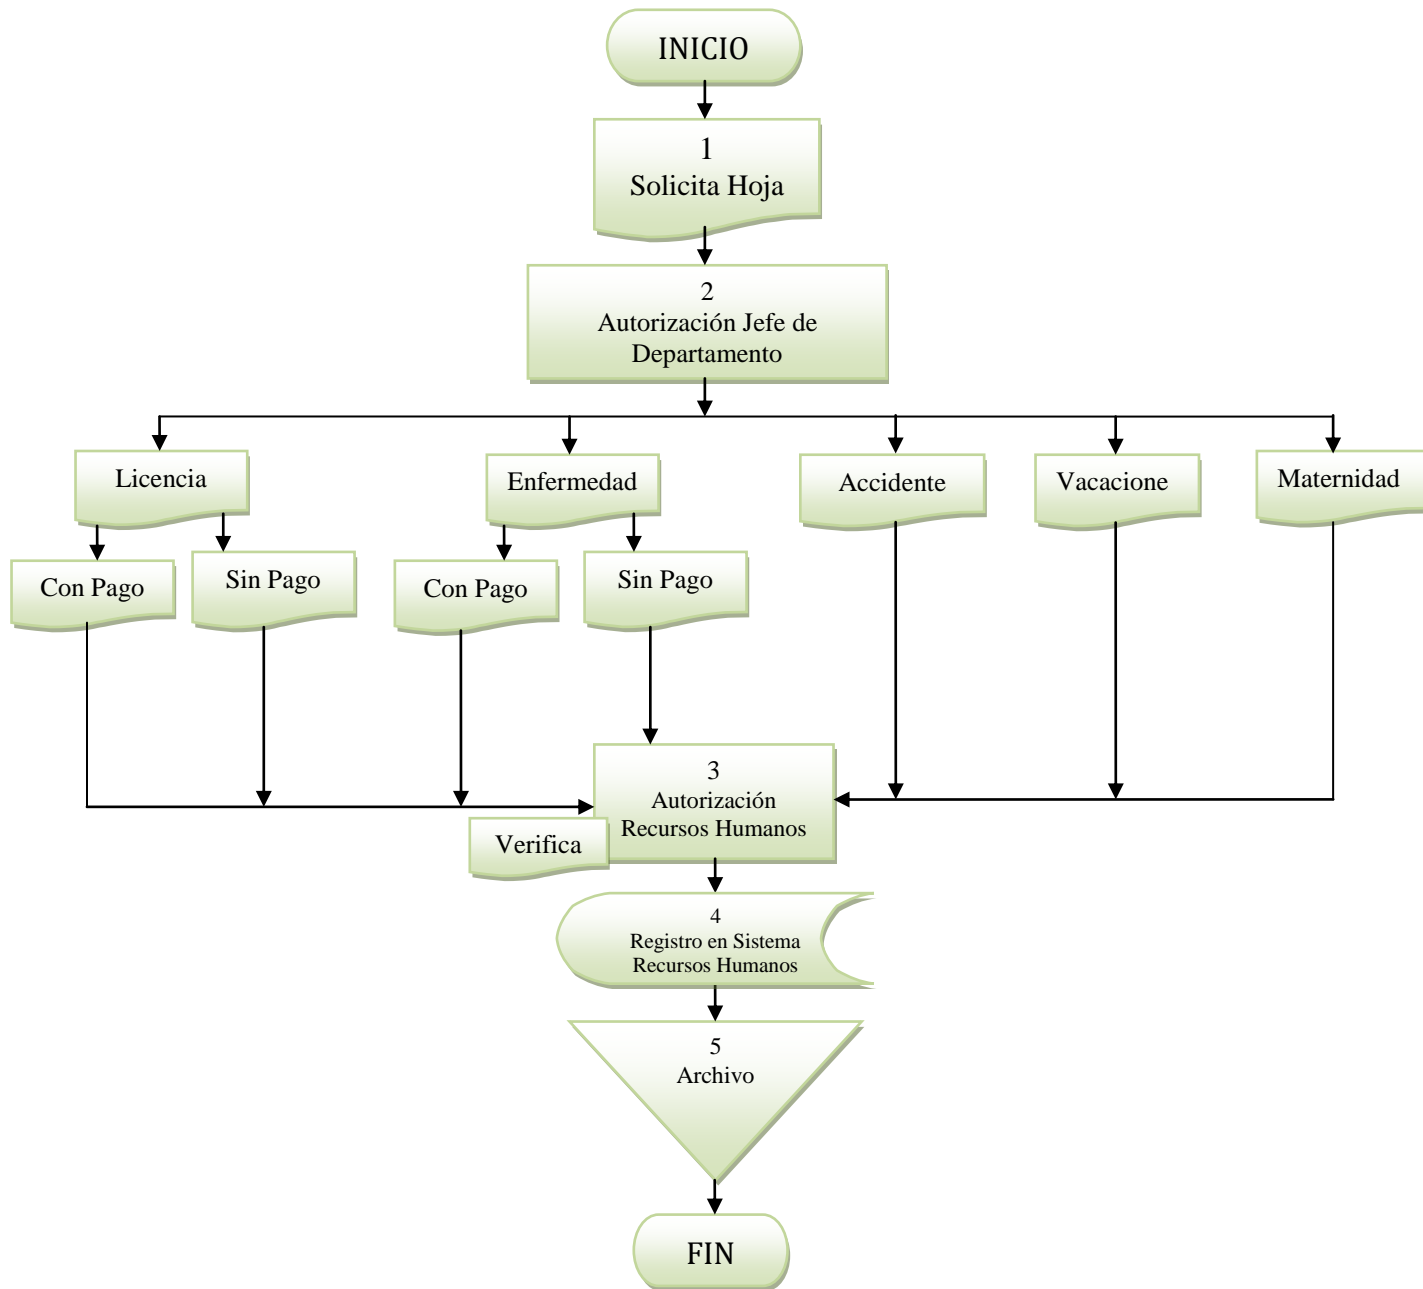 INICIO
1
Solicita Hoja
2
Autorización Jefe de
Departamento
Licencia
Enfermedad
Accidente
Vacacione
Maternidad
Con Pago
Sin Pago
Con Pago
Sin Pago
3
Autorización
Recursos Humanos
Verifica
4
Registro en Sistema
Recursos Humanos
5
Archivo
FIN